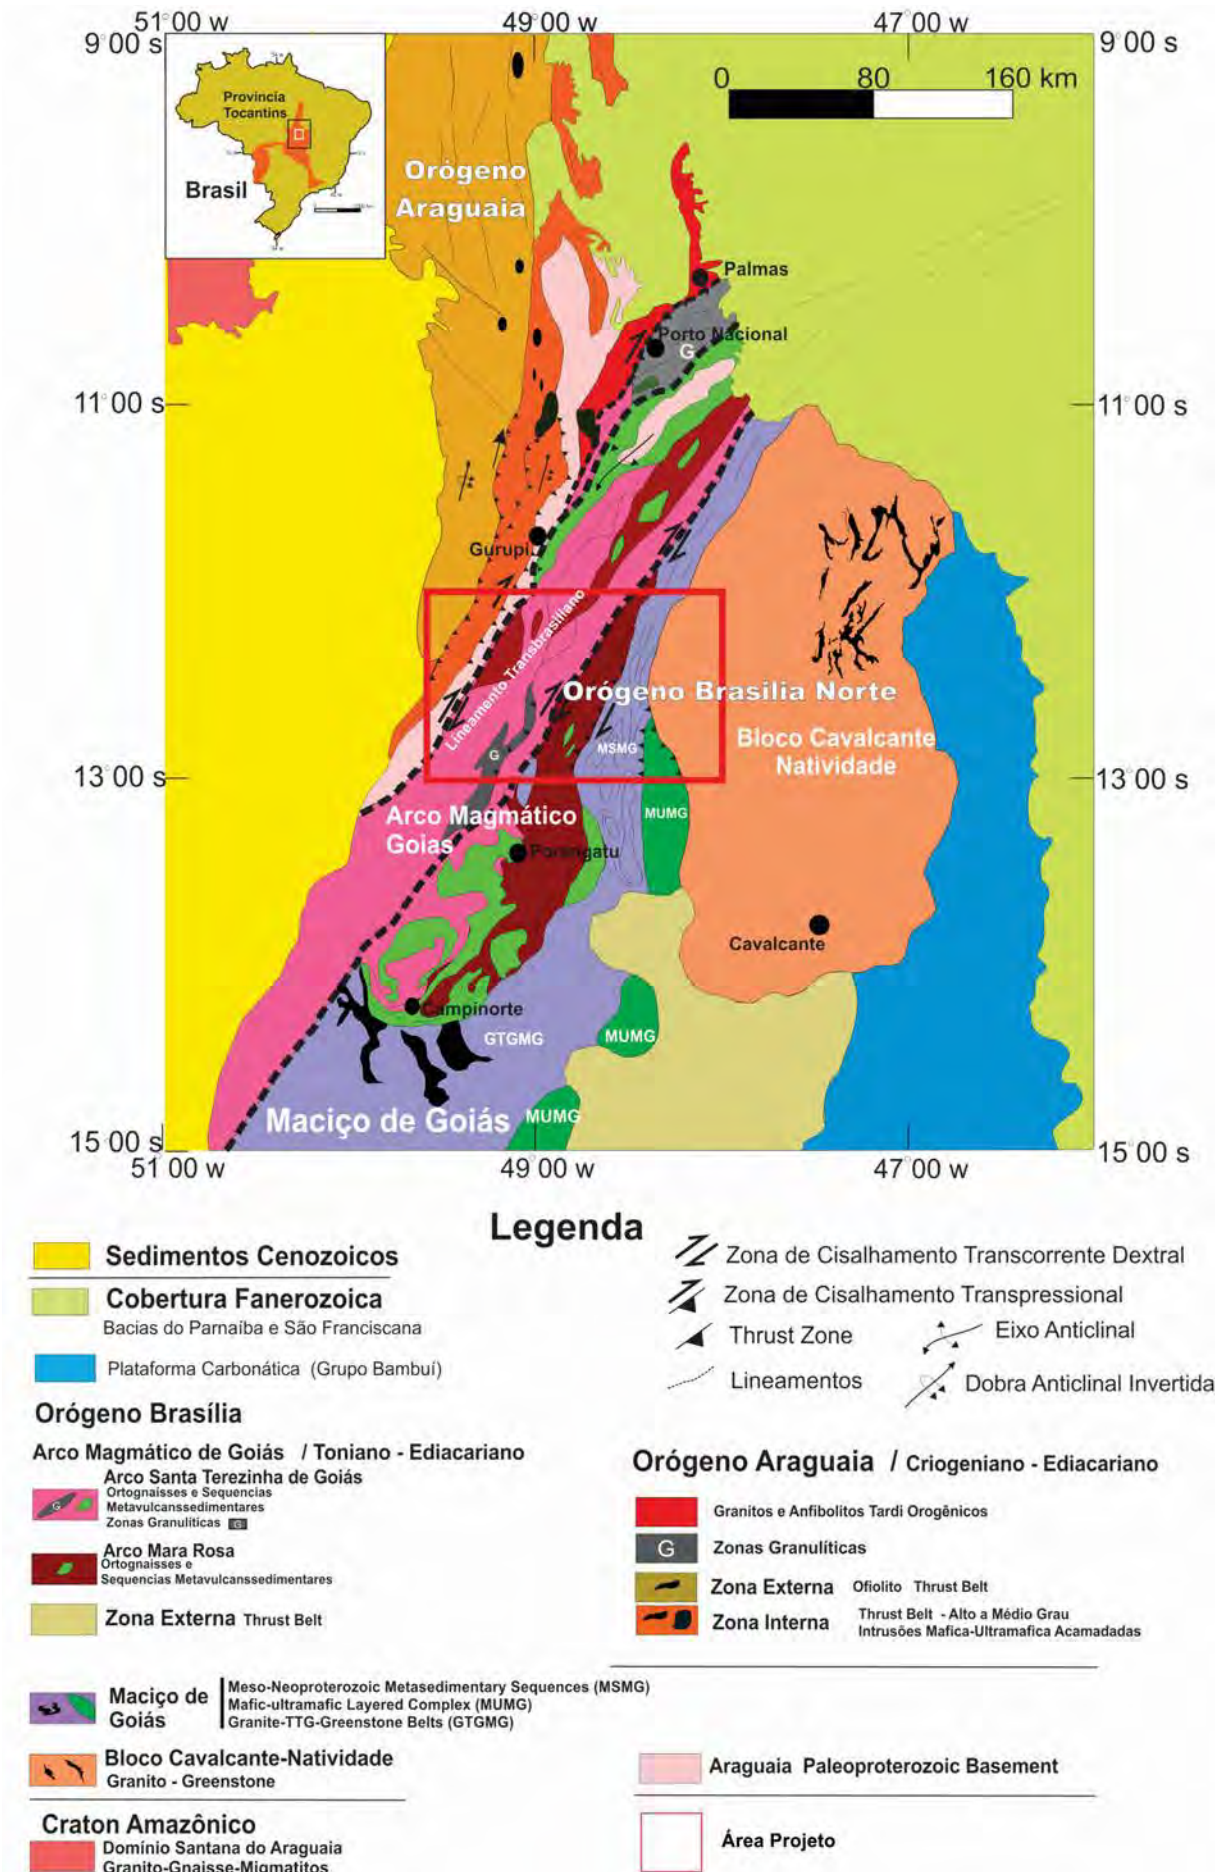 51°00 w
49°00 w
47°00 w
9°00 s
9°00 s
Provincia
Tocantins
Brasil
0
80
160 km
Orógeno
Araguaia
Palmas
Porto Nacional
G
11°00 s
11°00 s
Gurupi
Lineamento Transbrasiliano
Orógeno Brasilia Norte
MSMG
G
Bloco Cavalcante
Natividade
13°00 s
13°00 s
Arco Magmático
Goias
MUMG
Porangatu
Cavalcante
Campinorte
GTGMG
MUMG
Maciço de Goiás
MUMG
15°00 s
15°00 s
51°00 w
49°00 w
47°00 w
Legenda
Sedimentos Cenozoicos
Cobertura Fanerozoica
Bacias do Parnaíba e São Franciscana
Plataforma Carbonática (Grupo Bambuí)
Zona de Cisalhamento Transcorrente Dextral
Zona de Cisalhamento Transpressional
Thrust Zone
Eixo Anticlinal
Lineamentos
Dobra Anticlinal Invertida
Orógeno Brasília
Arco Magmático de Goiás / Toniano - Ediacariano
Arco Santa Terezinha de Goiás
Ortognaisses e Sequencias
Metavulcanssedimentares
Zonas Granulíticas G
G
Arco Mara Rosa
Ortognaisses e
Sequencias Metavulcanssedimentares
Zona Externa Thrust Belt
Maciço de
Goiás
Meso-Neoproterozoic Metasedimentary Sequences (MSMG)
Mafic-ultramafic Layered Complex (MUMG)
Granite-TTG-Greenstone Belts (GTGMG)
Bloco Cavalcante-Natividade
Granito - Greenstone
Craton Amazônico
Domínio Santana do Araguaia
Granito-Gnaisse-Migmatitos
Orógeno Araguaia / Criogeniano - Ediacariano
Granitos e Anfibolitos Tardi Orogênicos
G
Zonas Granulíticas
Zona Externa Ofiolito Thrust Belt
Zona Interna Thrust Belt - Alto a Médio Grau
Intrusões Mafica-Ultramafica Acamadadas
Araguaia Paleoproterozoic Basement
Área Projeto